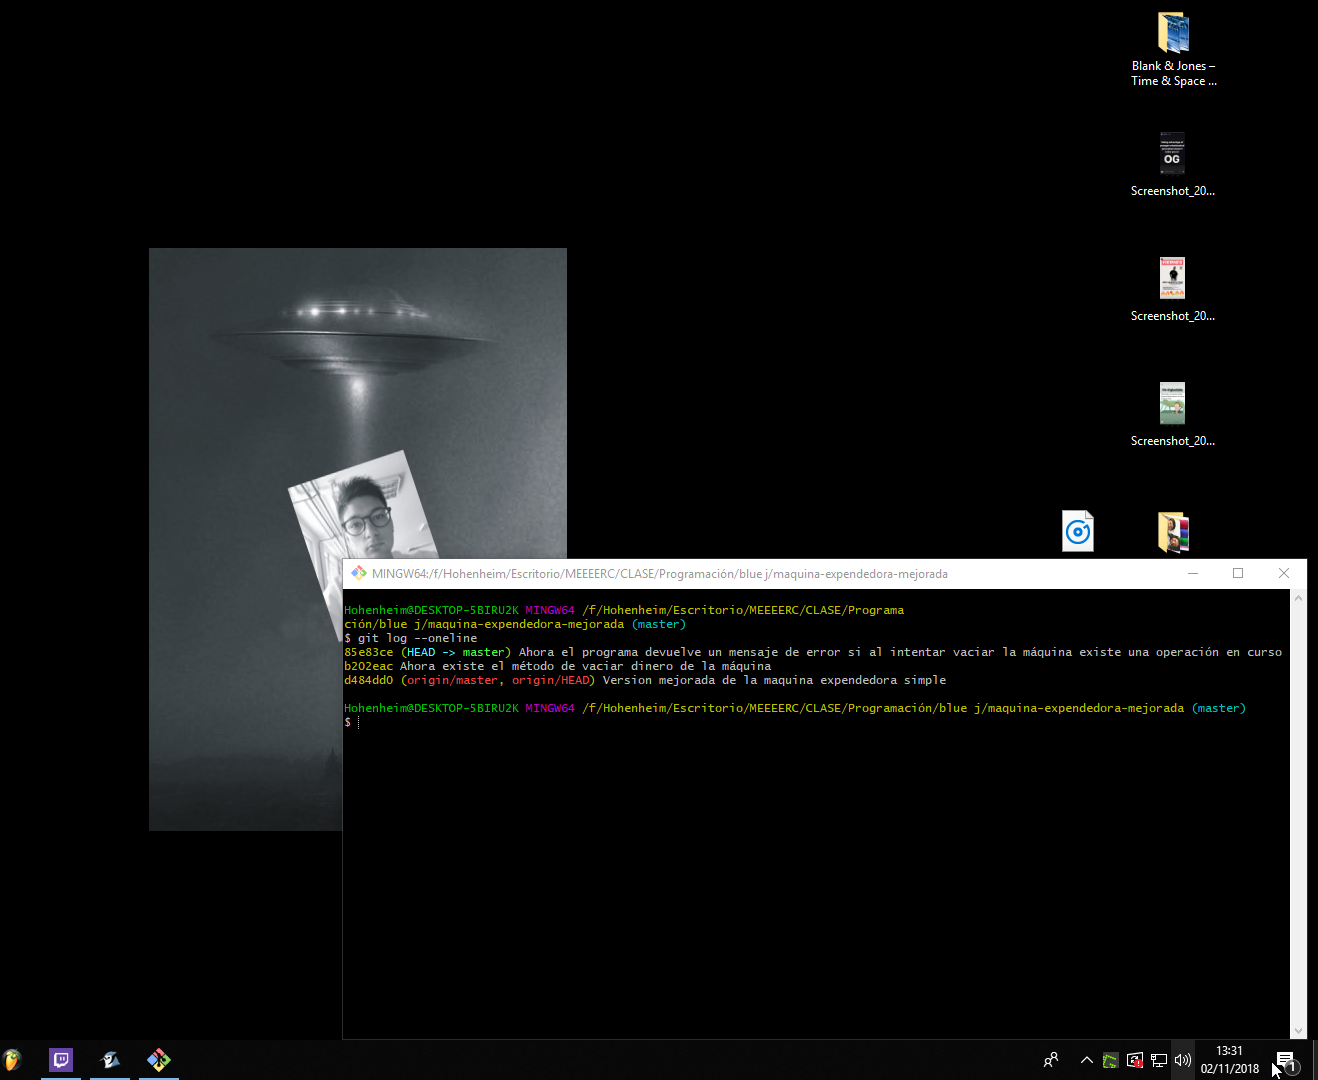 Blank & Jones –
Time & Space ...
OG
Screenshot_20...
Screenshot_20...
Screenshot_20...
MINGW64:/f/Hohenheim/Escritorio/MEEEERC/CLASE/Programación/blue j/maquina-expendedora-mejorada
Hohenheim@DESKTOP-5BIRU2K MINGW64 /f/Hohenheim/Escritorio/MEEEERC/CLASE/Programa
ción/blue j/maquina-expendedora-mejorada (master)
$ git log --oneline
85e83ce (HEAD -> master) Ahora el programa devuelve un mensaje de error si al intentar vaciar la máquina existe una operación en curso
b202eac Ahora existe el método de vaciar dinero de la máquina
d484dd0 (origin/master, origin/HEAD) Version mejorada de la maquina expendedora simple
Hohenheim@DESKTOP-5BIRU2K MINGW64 /f/Hohenheim/Escritorio/MEEEERC/CLASE/Programación/blue j/maquina-expendedora-mejorada (master)
$
13:31
02/11/2018
1